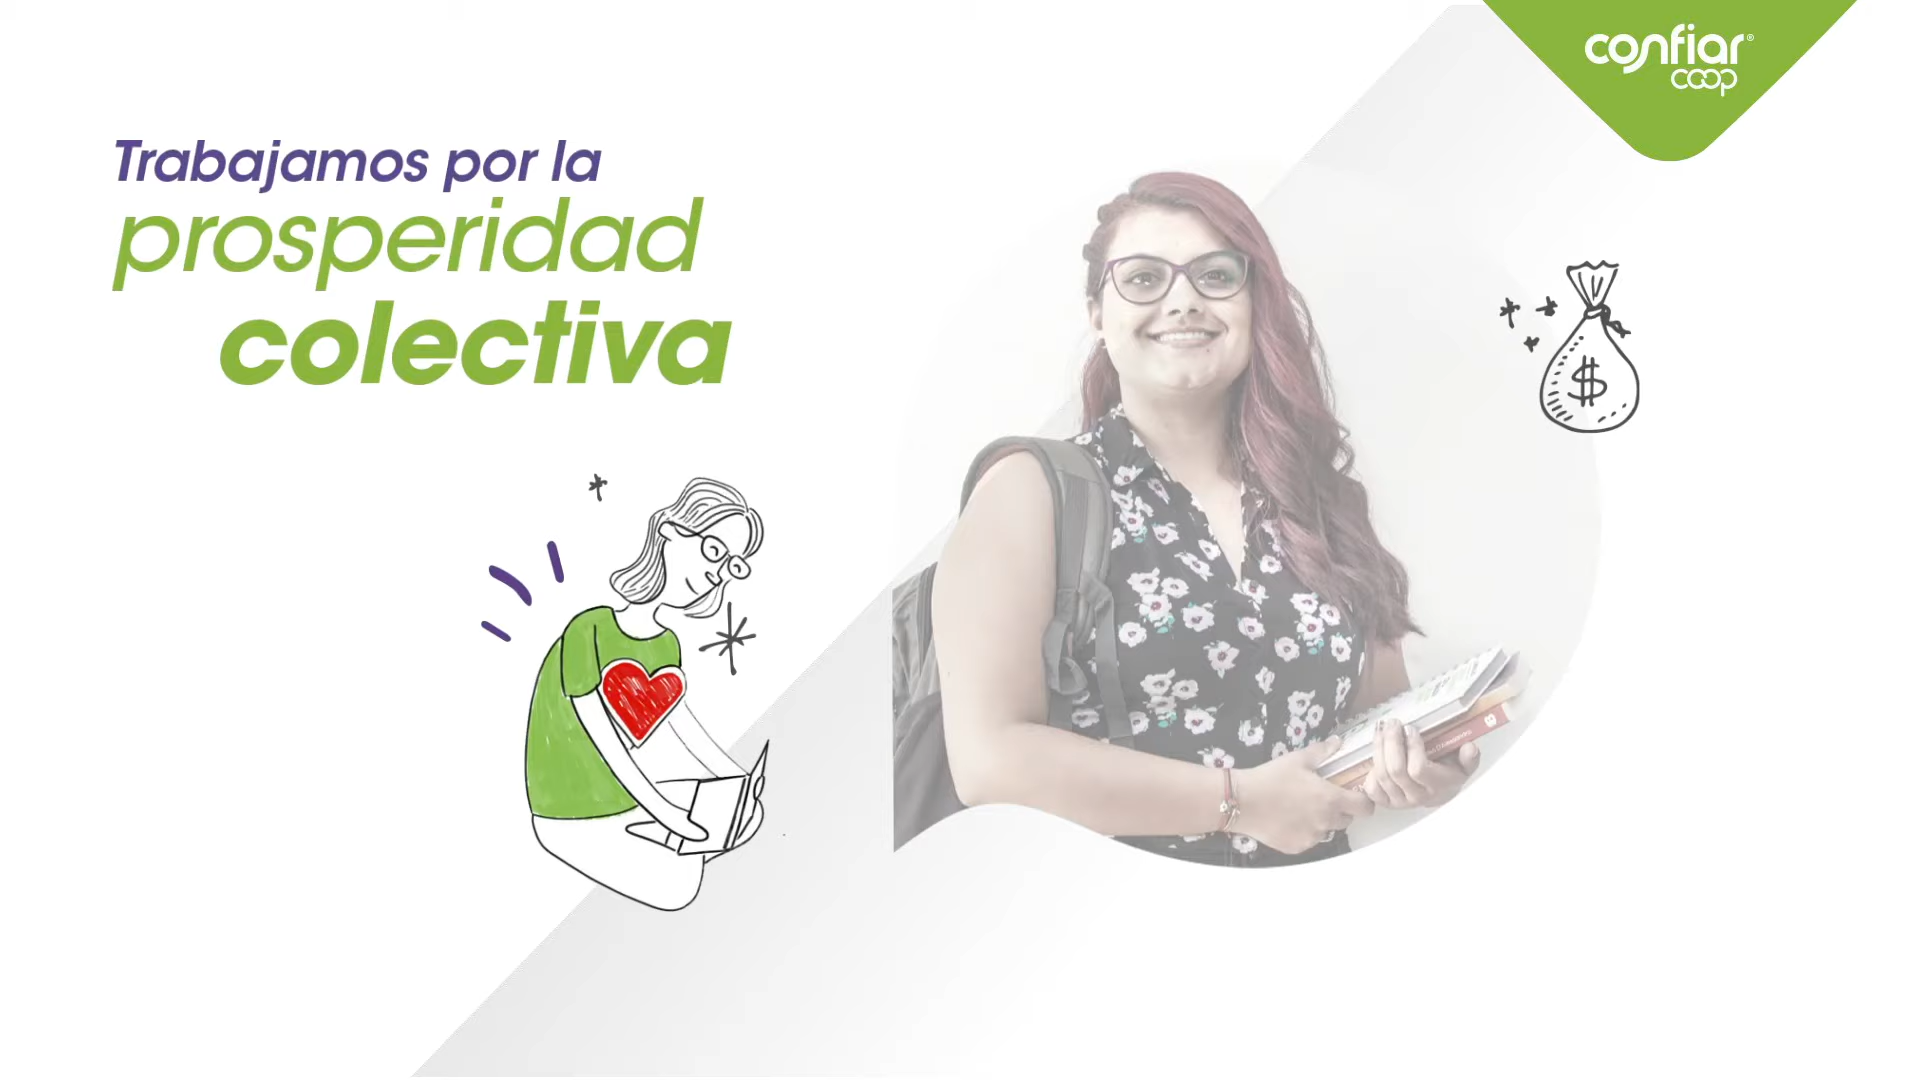 confiar®
coop
Trabajamos por la
prosperidad
colectiva
$